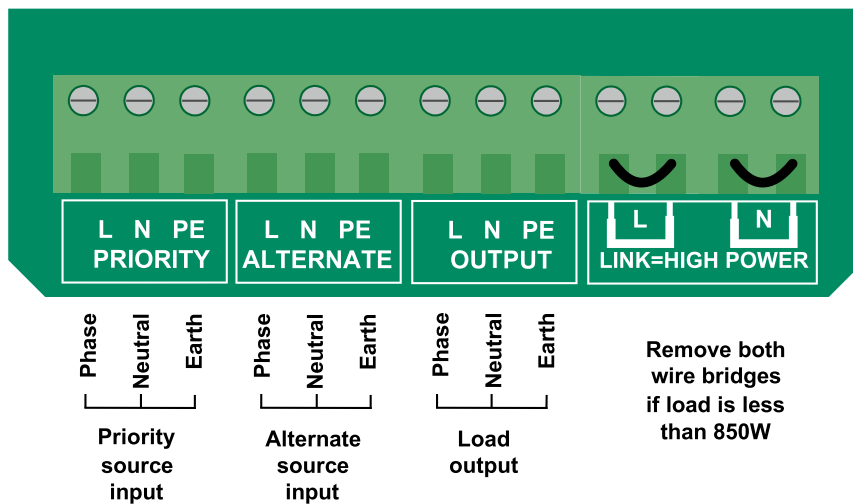 L N PE
PRIORITY
L N PE
ALTERNATE
L N PE
OUTPUT
L
N
LINK=HIGH POWER
Phase
Neutral
Earth
Priority
source
input
Phase
Neutral
Earth
Alternate
source
input
Phase
Neutral
Earth
Load
output
Remove both
wire bridges
if load is less
than 850W